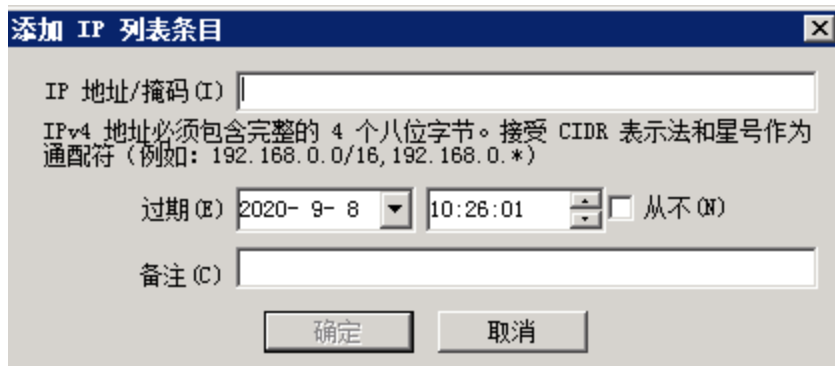 添加 IP 列表条目
IP 地址/掩码(I)
IPv4 地址必须包含完整的 4 个八位字节。接受 CIDR 表示法和星号作为
通配符（例如: 192.168.0.0/16,192.168.0.*)
过期(E) 2020- 9- 8 10:26:01 从不(N)
备注(C)
确定 取消